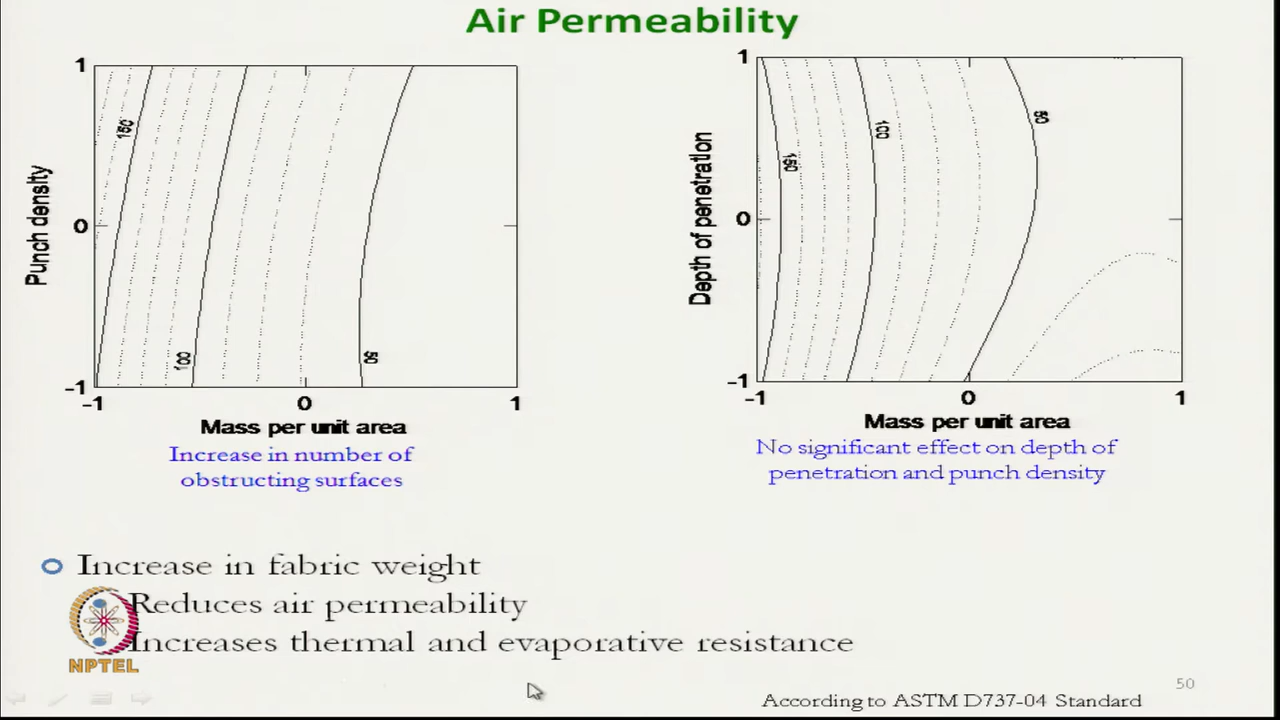 Air Permeability
1
0
-1
Punch density
150
100
50
-1
0
1
Mass per unit area
Increase in number of
obstructing surfaces
1
0
-1
Depth of penetration
150
100
50
-1
0
1
Mass per unit area
No significant effect on depth of
penetration and punch density
Increase in fabric weight
Reduces air permeability
Increases thermal and evaporative resistance
NPTEL
50
According to ASTM D737-04 Standard